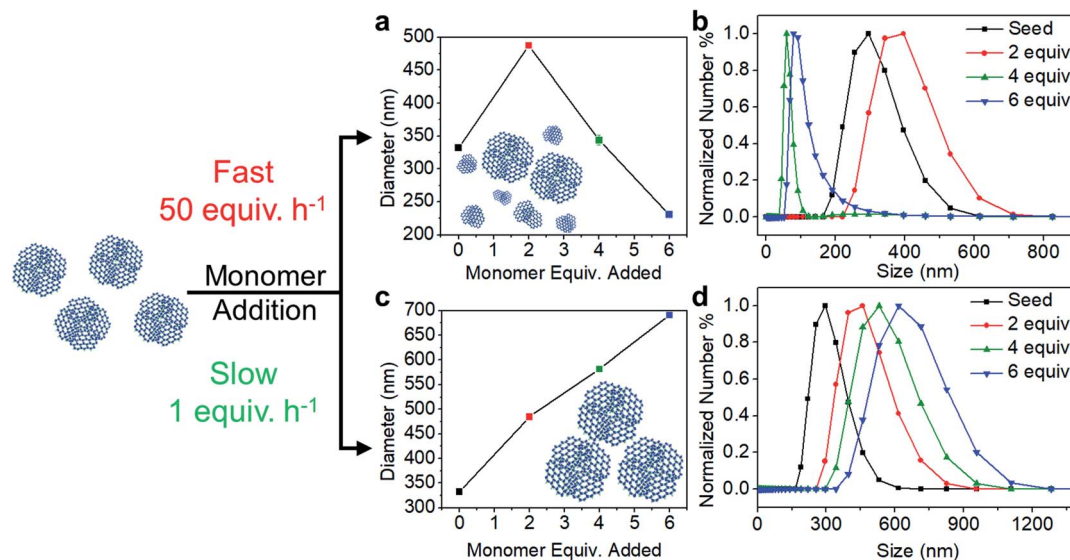 Fast
50 equiv. h⁻¹
Monomer
Addition
Slow
1 equiv. h⁻¹
a
500
450
400
350
300
250
200
Diameter (nm)
0 1 2 3 4 5 6
Monomer Equiv. Added
b
1.0
0.8
0.6
0.4
0.2
0.0
Normalized Number %
Seed
2 equiv
4 equiv
6 equiv
0 200 400 600 800
Size (nm)
c
700
650
600
550
500
450
400
350
300
Diameter (nm)
0 1 2 3 4 5 6
Monomer Equiv. Added
d
1.0
0.8
0.6
0.4
0.2
0.0
Normalized Number %
Seed
2 equiv
4 equiv
6 equiv
0 300 600 900 1200
Size (nm)